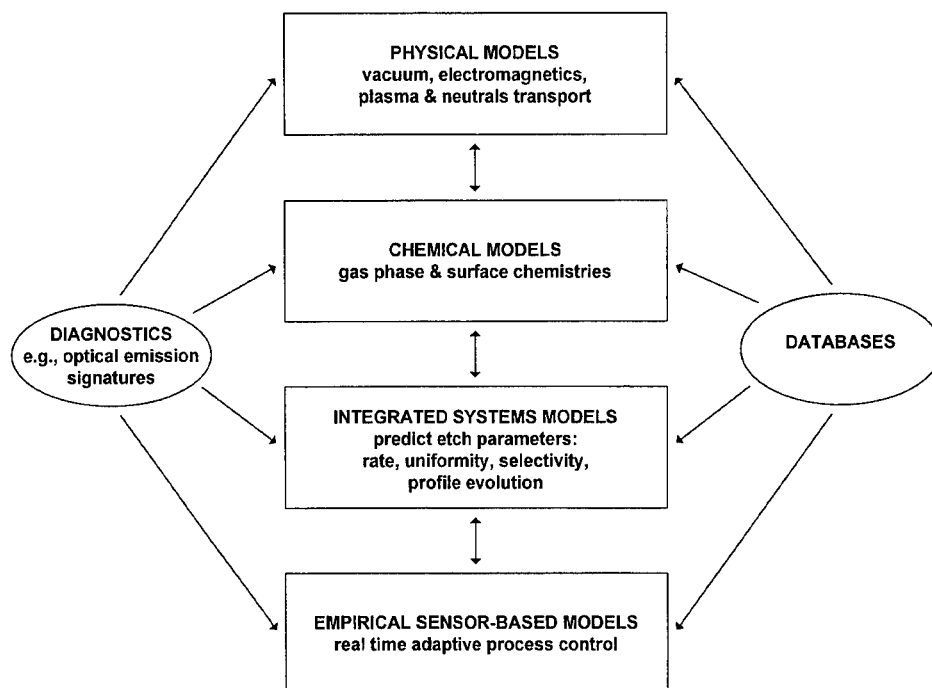 PHYSICAL MODELS
vacuum, electromagnetics,
plasma & neutrals transport
CHEMICAL MODELS
gas phase & surface chemistries
DIAGNOSTICS
e.g., optical emission
signatures
DATABASES
INTEGRATED SYSTEMS MODELS
predict etch parameters:
rate, uniformity, selectivity,
profile evolution
EMPIRICAL SENSOR-BASED MODELS
real time adaptive process control